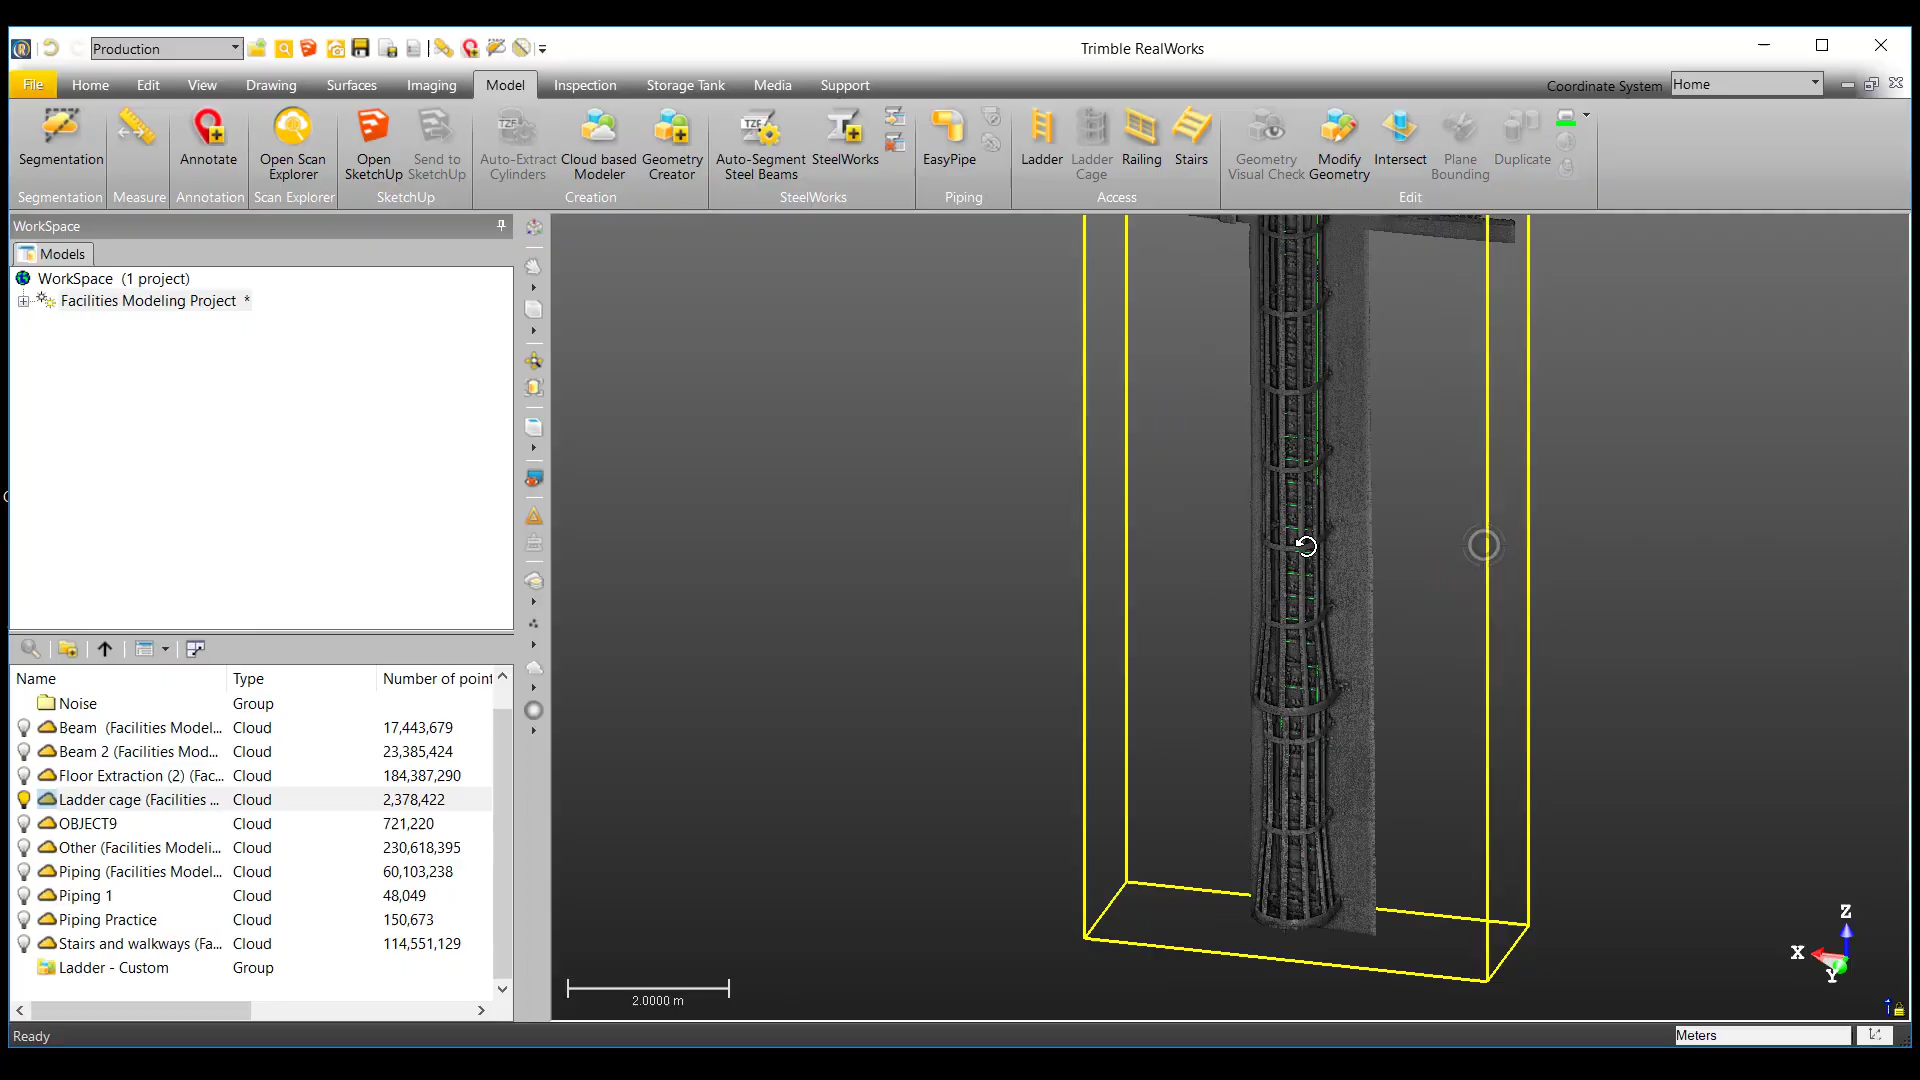 Production
Trimble RealWorks
File Home Edit View Drawing Surfaces Imaging Model Inspection Storage Tank Media Support
Coordinate System Home
Segmentation
Annotate
Open Scan Explorer
Open SketchUp
Send to SketchUp
Auto-Extract Cylinders
Cloud based Modeler
Geometry Creator
Auto-Segment Steel Beams
SteelWorks
EasyPipe
Ladder
Ladder Cage
Railing
Stairs
Geometry Visual Check
Modify Geometry
Intersect
Plane Bounding
Duplicate
Segmentation Measure Annotation Scan Explorer SketchUp Creation SteelWorks Piping Access Edit
WorkSpace
Models
WorkSpace (1 project)
Facilities Modeling Project *
Name Type Number of point
Noise Group
Beam (Facilities Model... Cloud 17,443,679
Beam 2 (Facilities Mod... Cloud 23,385,424
Floor Extraction (2) (Fac... Cloud 184,387,290
Ladder cage (Facilities ... Cloud 2,378,422
OBJECT9 Cloud 721,220
Other (Facilities Modeli... Cloud 230,618,395
Piping (Facilities Model... Cloud 60,103,238
Piping 1 Cloud 48,049
Piping Practice Cloud 150,673
Stairs and walkways (Fa... Cloud 114,551,129
Ladder - Custom Group
2.0000 m
Z
X
Y
Ready
Meters